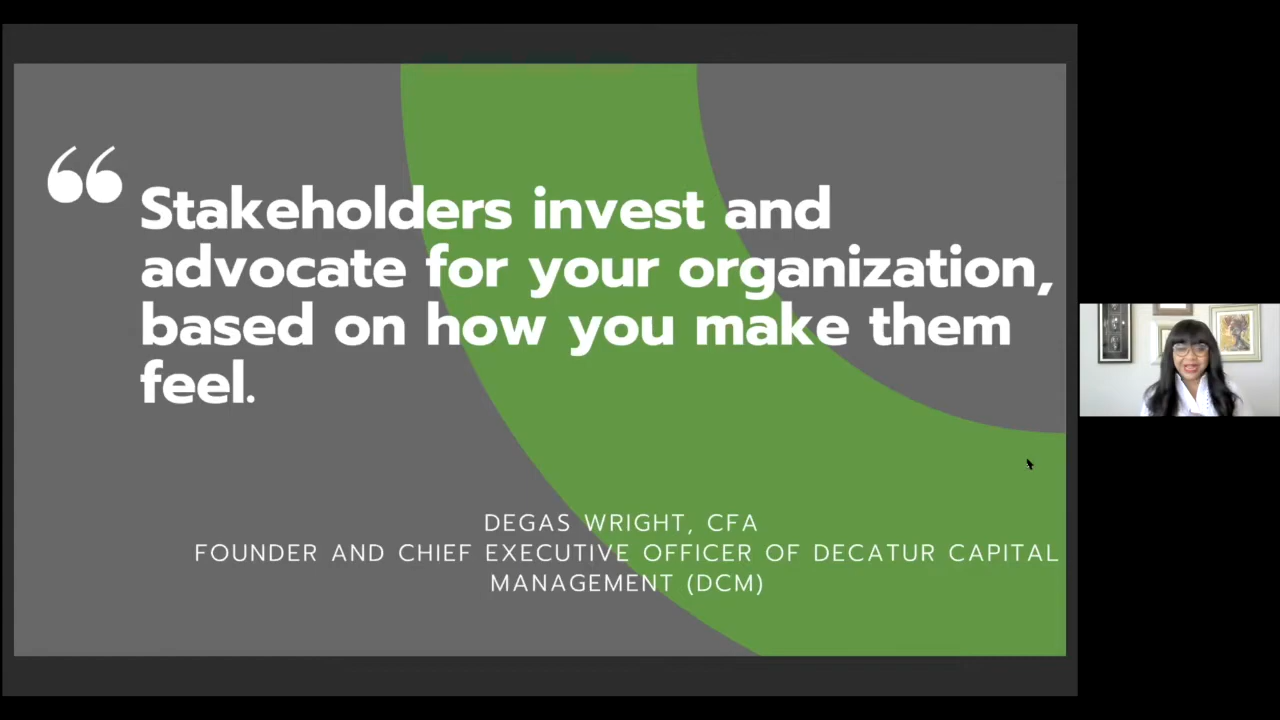 “
Stakeholders invest and
advocate for your organization,
based on how you make them
feel.
DEGAS WRIGHT, CFA
FOUNDER AND CHIEF EXECUTIVE OFFICER OF DECATUR CAPITAL
MANAGEMENT (DCM)